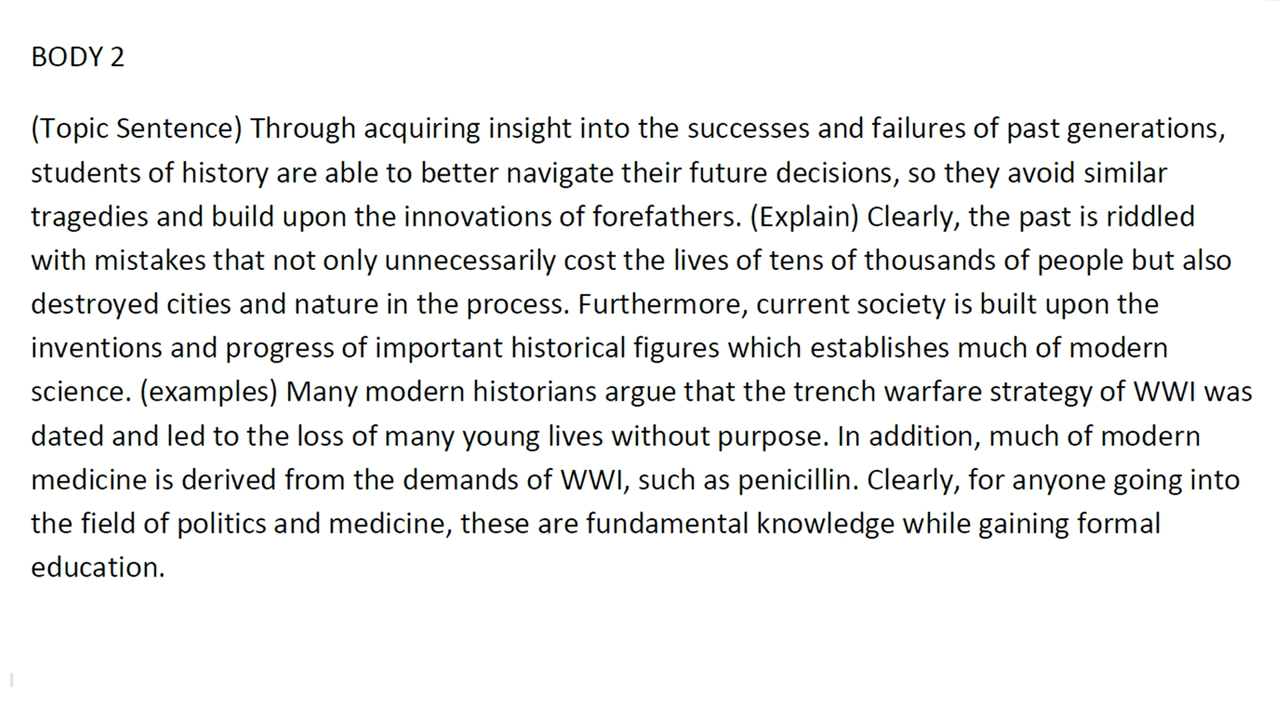 BODY 2
(Topic Sentence) Through acquiring insight into the successes and failures of past generations,
students of history are able to better navigate their future decisions, so they avoid similar
tragedies and build upon the innovations of forefathers. (Explain) Clearly, the past is riddled
with mistakes that not only unnecessarily cost the lives of tens of thousands of people but also
destroyed cities and nature in the process. Furthermore, current society is built upon the
inventions and progress of important historical figures which establishes much of modern
science. (examples) Many modern historians argue that the trench warfare strategy of WWI was
dated and led to the loss of many young lives without purpose. In addition, much of modern
medicine is derived from the demands of WWI, such as penicillin. Clearly, for anyone going into
the field of politics and medicine, these are fundamental knowledge while gaining formal
education.